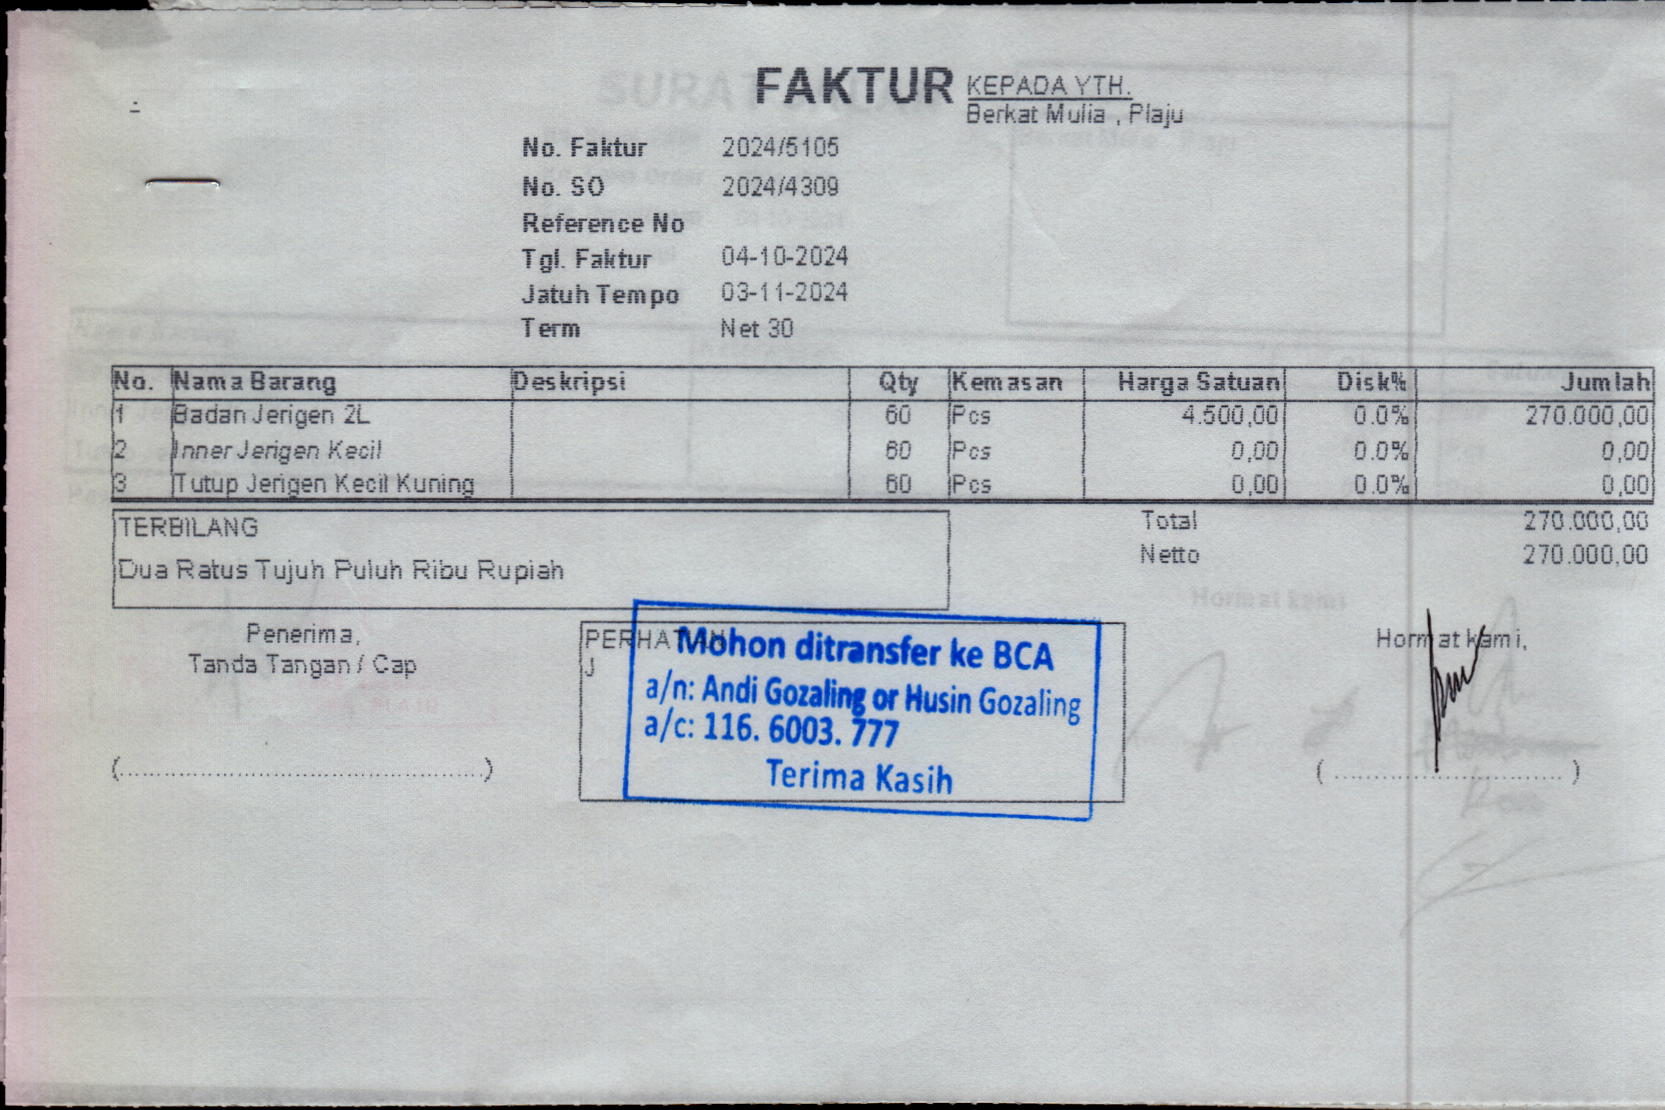 FAKTUR
KEPADA YTH.
Berkat Mulia , Plaju
No. Faktur 2024/5105
No. SO 2024/4309
Reference No
Tgl. Faktur 04-10-2024
Jatuh Tempo 03-11-2024
Term Net 30
No. Nama Barang Deskripsi Qty Kemasan Harga Satuan Disk% Jumlah
1 Badan Jerigen 2L 60 Pcs 4.500,00 0.0% 270.000,00
2 Inner Jerigen Kecil 60 Pcs 0,00 0.0% 0,00
3 Tutup Jerigen Kecil Kuning 60 Pcs 0,00 0.0% 0,00
TERBILANG
Dua Ratus Tujuh Puluh Ribu Rupiah
Total 270.000,00
Netto 270.000,00
Penerima,
Tanda Tangan / Cap
(................................................)
PERHATIAN
J
Mohon ditransfer ke BCA
a/n: Andi Gozaling or Husin Gozaling
a/c: 116. 6003. 777
Terima Kasih
Hormat kami,
( .............................. )